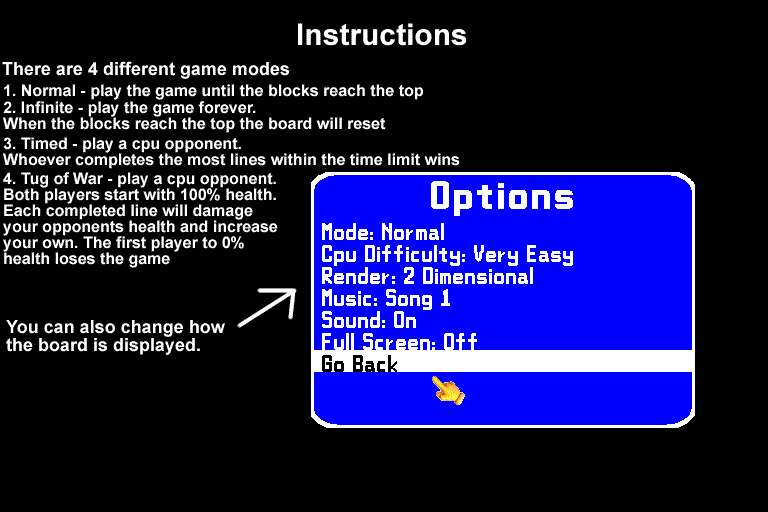 Instructions
There are 4 different game modes
1. Normal - play the game until the blocks reach the top
2. Infinite - play the game forever.
When the blocks reach the top the board will reset
3. Timed - play a cpu opponent.
Whoever completes the most lines within the time limit wins
4. Tug of War - play a cpu opponent.
Both players start with 100% health.
Each completed line will damage
your opponents health and increase
your own. The first player to 0%
health loses the game
You can also change how
the board is displayed.
Options
Mode: Normal
Cpu Difficulty: Very Easy
Render: 2 Dimensional
Music: Song 1
Sound: On
Full Screen: Off
Go Back